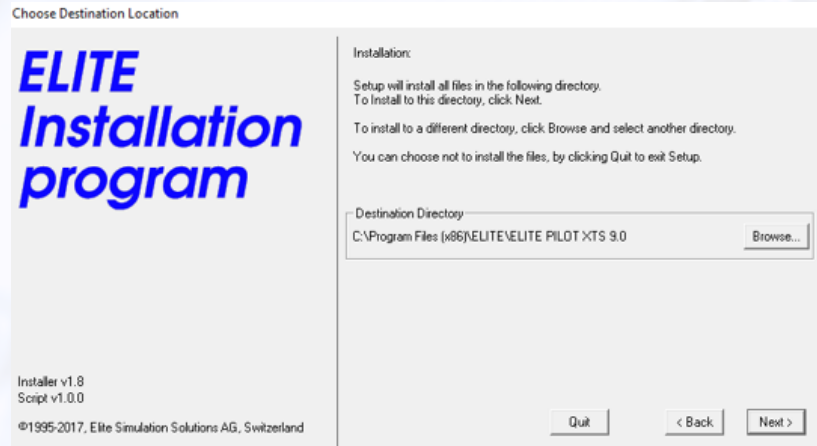 Choose Destination Location
ELITE
Installation
program
Installer v1.8
Script v1.0.0
©1995-2017, Elite Simulation Solutions AG, Switzerland
Installation:
Setup will install all files in the following directory.
To Install to this directory, click Next.
To install to a different directory, click Browse and select another directory.
You can choose not to install the files, by clicking Quit to exit Setup.
Destination Directory
C:\Program Files (x86)\ELITE\ELITE PILOT XTS 9.0
Browse...
Quit
< Back
Next >